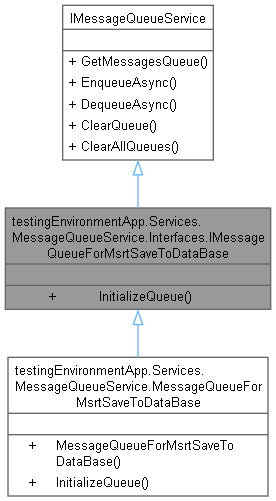 IMessageQueueService
+ GetMessagesQueue()
+ EnqueueAsync()
+ DequeueAsync()
+ ClearQueue()
+ ClearAllQueues()
testingEnvironmentApp.Services.
MessageQueueService.Interfaces.IMessage
QueueForMsrtSaveToDataBase
+ InitializeQueue()
testingEnvironmentApp.Services.
MessageQueueService.MessageQueueFor
MsrtSaveToDataBase
+ MessageQueueForMsrtSaveTo
DataBase()
+ InitializeQueue()